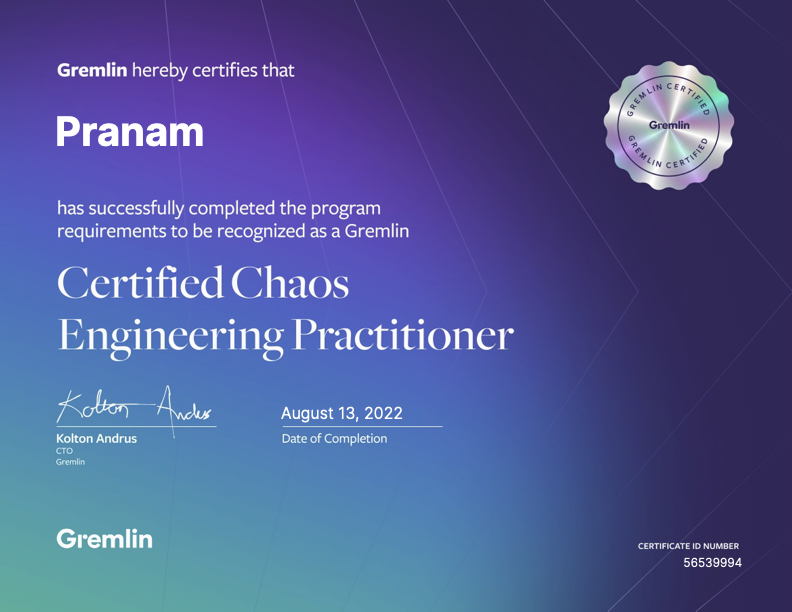 Gremlin hereby certifies that
GREMLIN CERTIFIED
Gremlin
GREMLIN CERTIFIED
Pranam
has successfully completed the program
requirements to be recognized as a Gremlin
Certified Chaos
Engineering Practitioner
Kolton Andrus
August 13, 2022
Kolton Andrus
Date of Completion
CTO
Gremlin
Gremlin
CERTIFICATE ID NUMBER
56539994